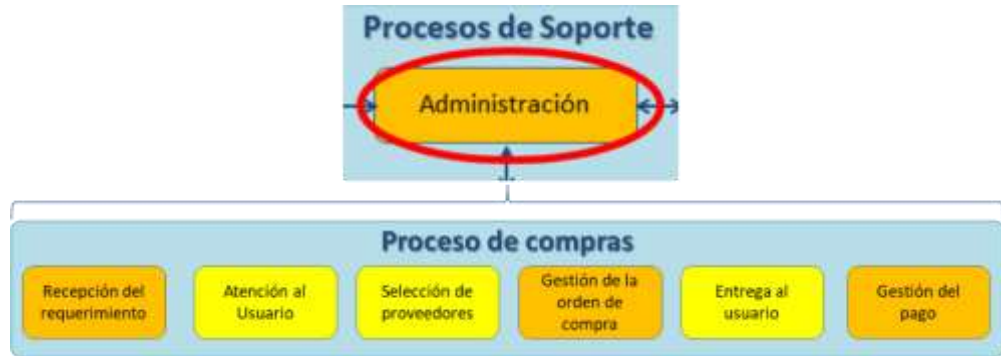 Procesos de Soporte
Administración
Proceso de compras
Recepción del
requerimiento
Atención al
Usuario
Selección de
proveedores
Gestión de la
orden de
compra
Entrega al
usuario
Gestión del
pago